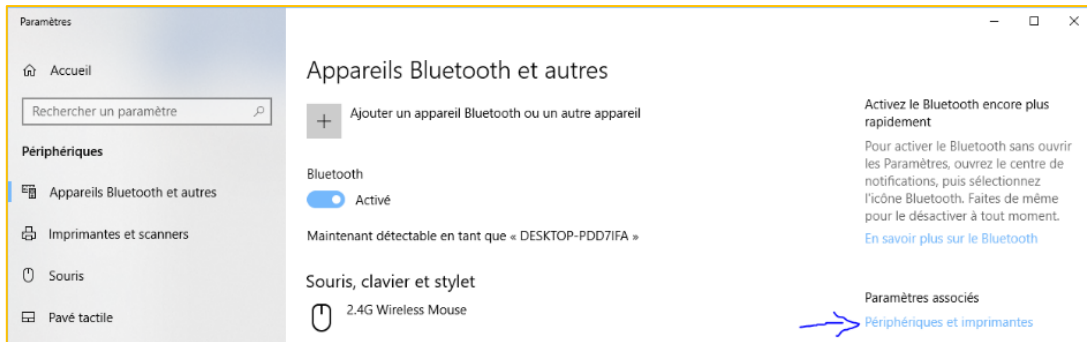 Paramètres
Accueil
Rechercher un paramètre
Périphériques
Appareils Bluetooth et autres
Imprimantes et scanners
Souris
Pavé tactile
Appareils Bluetooth et autres
Ajouter un appareil Bluetooth ou un autre appareil
Bluetooth
Activé
Maintenant détectable en tant que « DESKTOP-PDD7IFA »
Souris, clavier et stylet
2.4G Wireless Mouse
Activez le Bluetooth encore plus
rapidement
Pour activer le Bluetooth sans ouvrir
les Paramètres, ouvrez le centre de
notifications, puis sélectionnez
l'icône Bluetooth. Faites de même
pour le désactiver à tout moment.
En savoir plus sur le Bluetooth
Paramètres associés
Périphériques et imprimantes